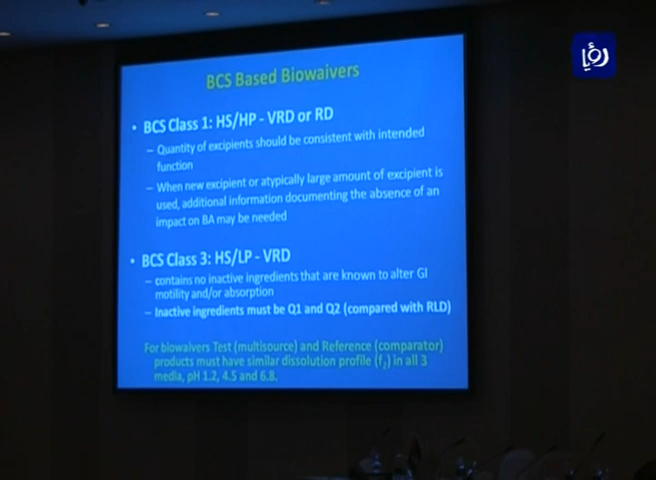 رؤيا
BCS Based Biowaivers
• BCS Class 1: HS/HP - VRD or RD
– Quantity of excipients should be consistent with intended
function
– When new excipient or atypically large amount of excipient is
used, additional information documenting the absence of an
impact on BA may be needed
• BCS Class 3: HS/LP - VRD
– contains no inactive ingredients that are known to alter GI
motility and/or absorption
– Inactive ingredients must be Q1 and Q2 (compared with RLD)
For biowaivers Test (multisource) and Reference (comparator)
products must have similar dissolution profile (f₂) in all 3
media, pH 1.2, 4.5 and 6.8.